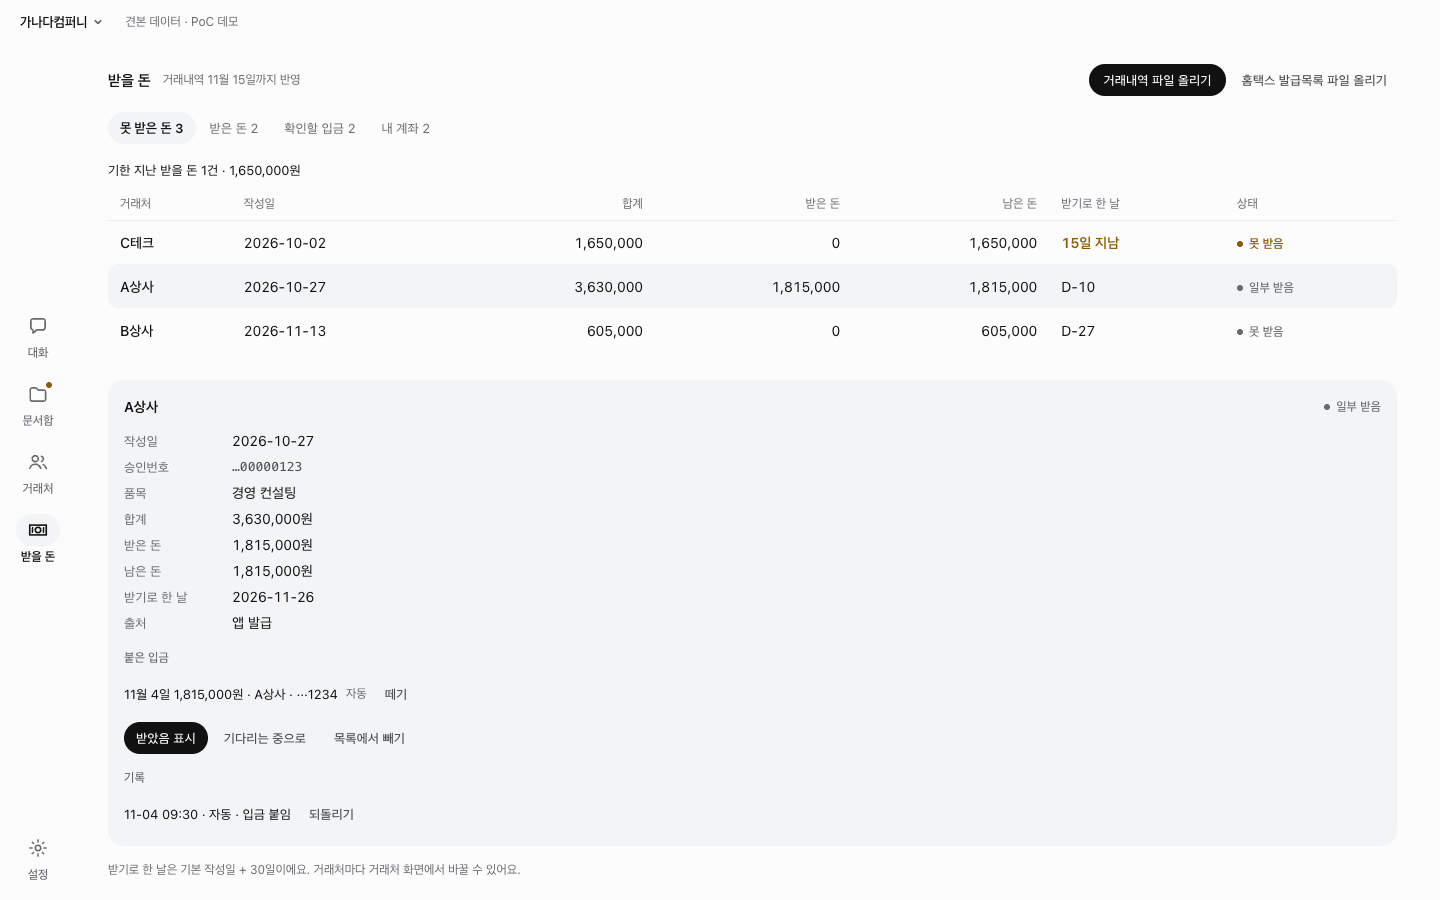 가나다컴퍼니 견본 데이터 · PoC 데모
받을 돈 거래내역 11월 15일까지 반영 거래내역 파일 올리기 홈택스 발급목록 파일 올리기
못 받은 돈 3 받은 돈 2 확인할 입금 2 내 계좌 2
기한 지난 받을 돈 1건 · 1,650,000원
거래처 작성일 합계 받은 돈 남은 돈 받기로 한 날 상태
C테크 2026-10-02 1,650,000 0 1,650,000 15일 지남 못 받음
A상사 2026-10-27 3,630,000 1,815,000 1,815,000 D-10 일부 받음
B상사 2026-11-13 605,000 0 605,000 D-27 못 받음
대화
문서함
거래처
받을 돈
설정
A상사 일부 받음
작성일 2026-10-27
승인번호 …00000123
품목 경영 컨설팅
합계 3,630,000원
받은 돈 1,815,000원
남은 돈 1,815,000원
받기로 한 날 2026-11-26
출처 앱 발급
붙은 입금
11월 4일 1,815,000원 · A상사 · ···1234 자동 떼기
받았음 표시 기다리는 중으로 목록에서 빼기
기록
11-04 09:30 · 자동 · 입금 붙임 되돌리기
받기로 한 날은 기본 작성일 + 30일이에요. 거래처마다 거래처 화면에서 바꿀 수 있어요.